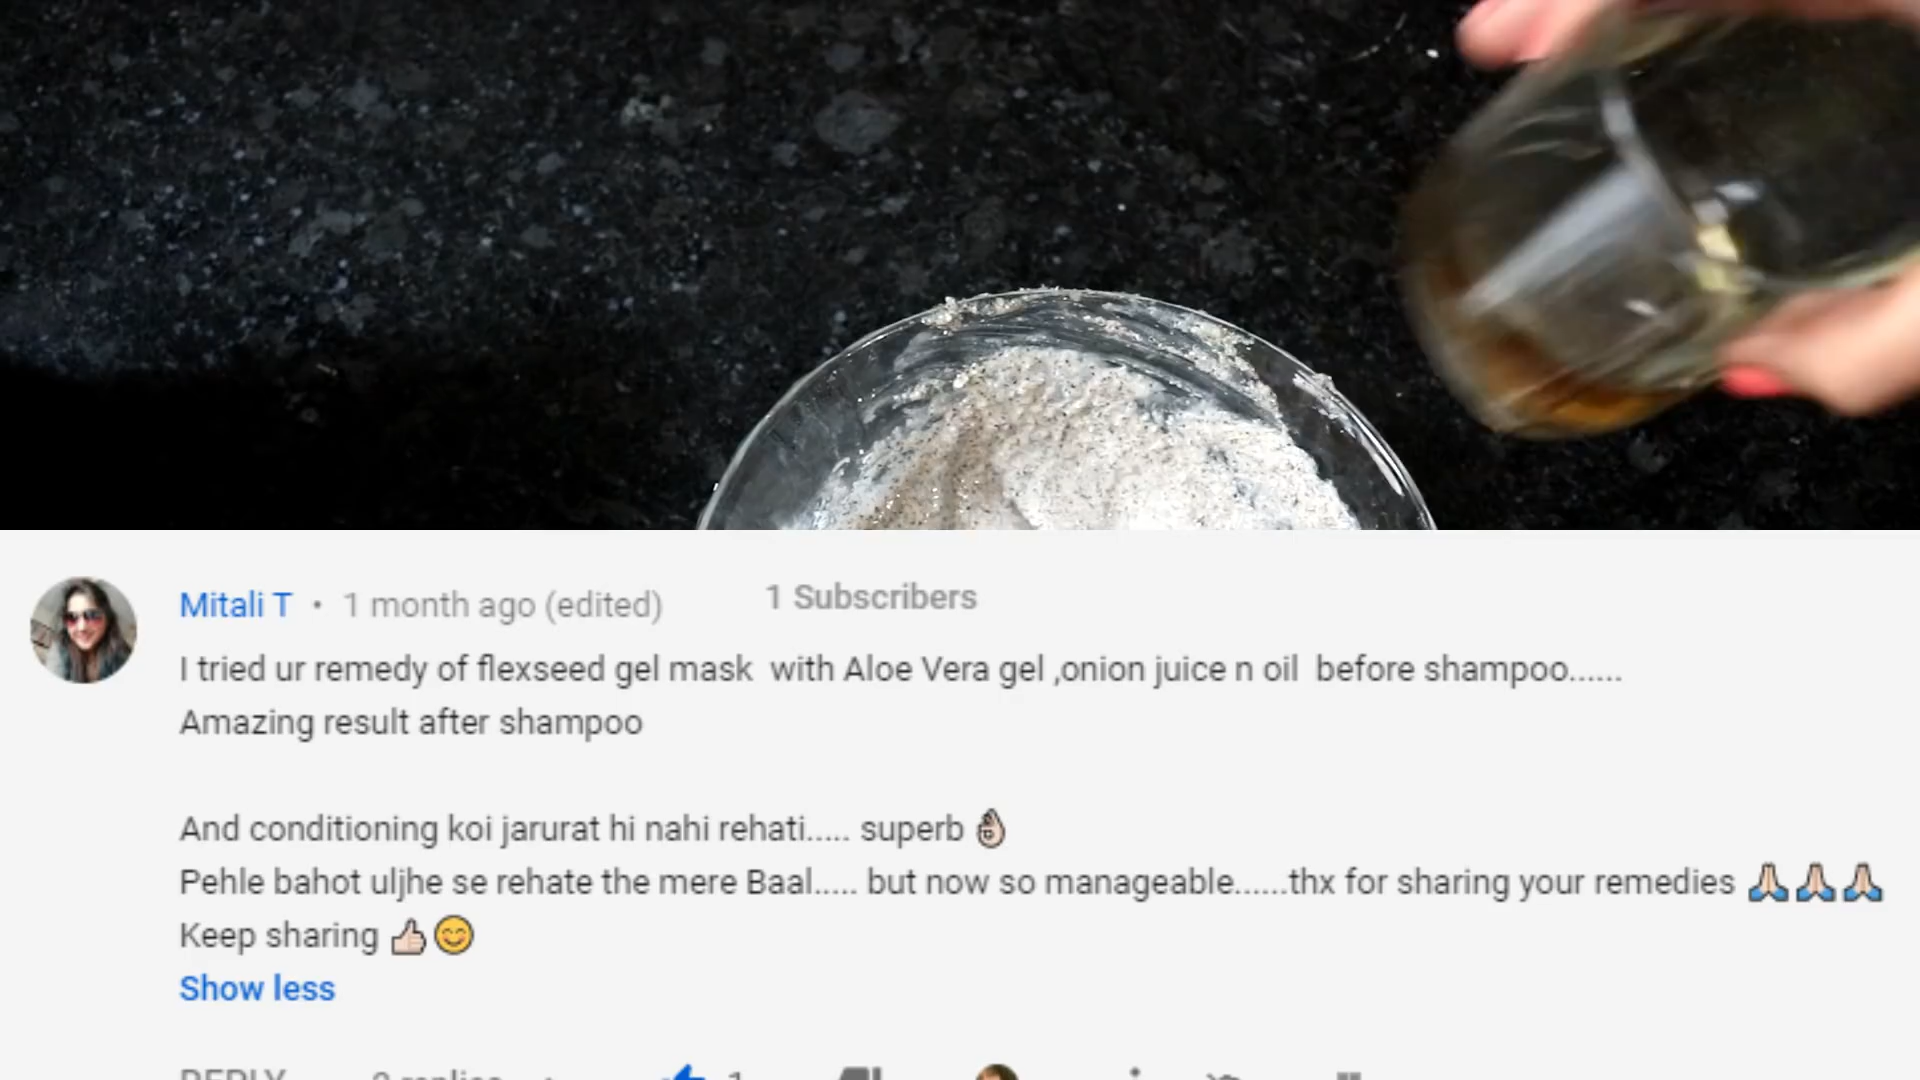 Mitali T • 1 month ago (edited) 1 Subscribers
I tried ur remedy of flexseed gel mask with Aloe Vera gel ,onion juice n oil before shampoo......
Amazing result after shampoo
And conditioning koi jarurat hi nahi rehati..... superb 👌🏻
Pehle bahot uljhe se rehate the mere Baal..... but now so manageable......thx for sharing your remedies 🙏🏻🙏🏻🙏🏻
Keep sharing 👍🏻😊
Show less